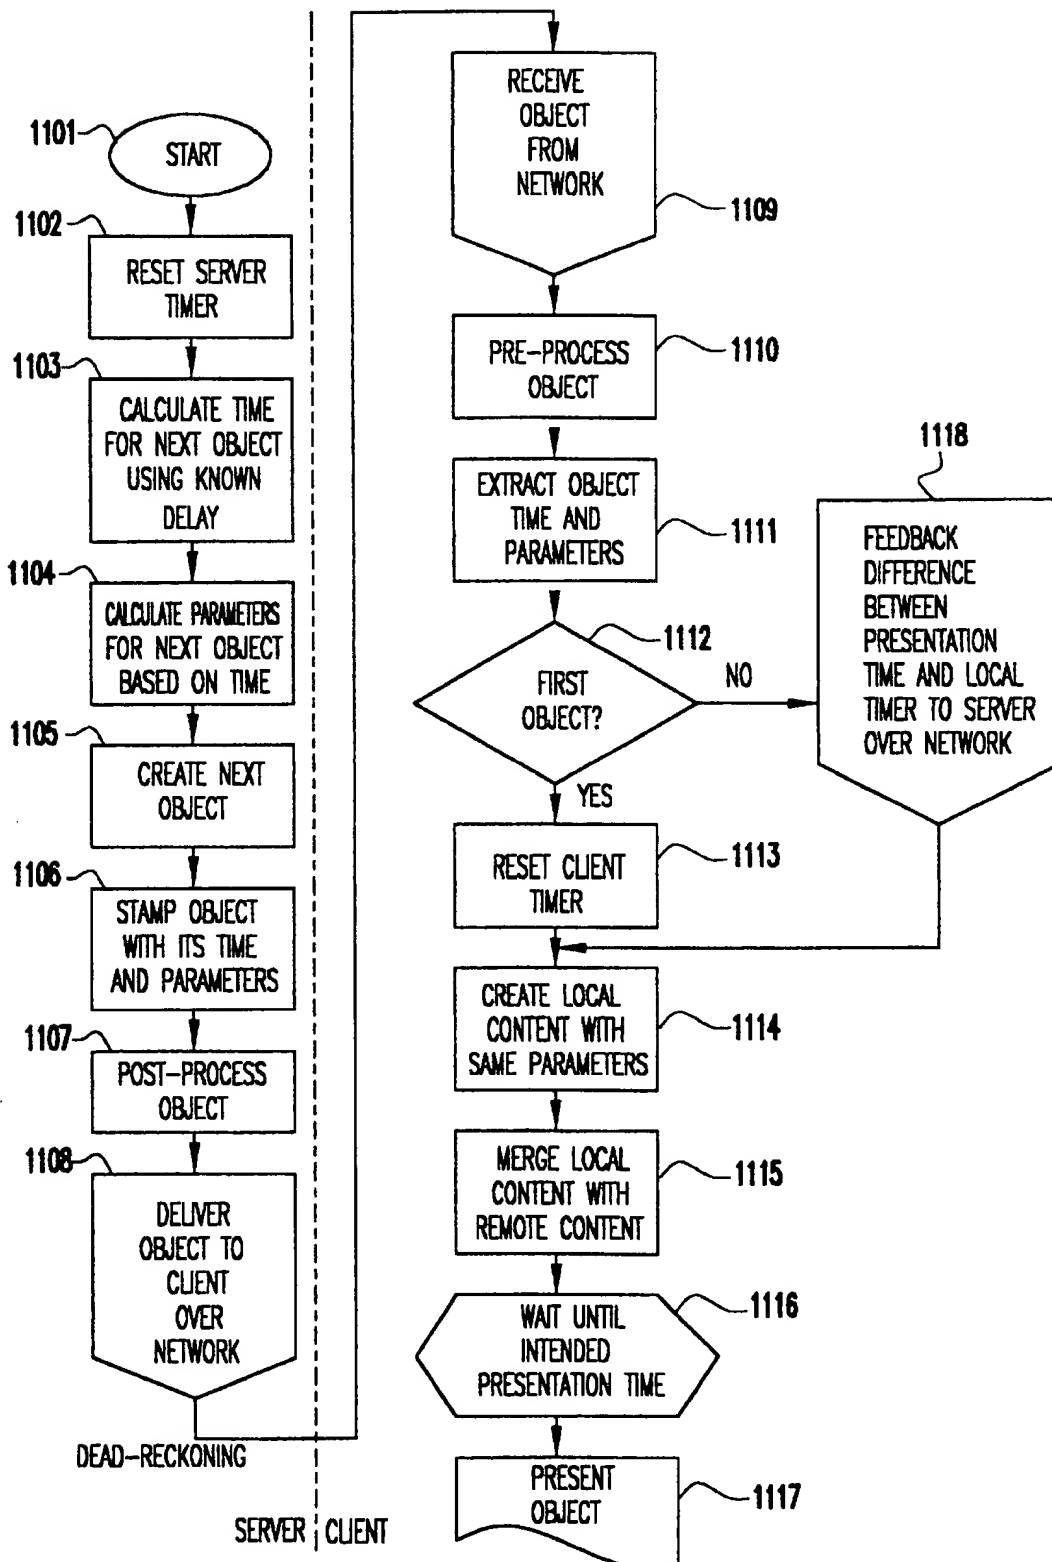 1101
START
1102
RESET SERVER
TIMER
1103
CALCULATE TIME
FOR NEXT OBJECT
USING KNOWN
DELAY
1104
CALCULATE PARAMETERS
FOR NEXT OBJECT
BASED ON TIME
1105
CREATE NEXT
OBJECT
1106
STAMP OBJECT
WITH ITS TIME
AND PARAMETERS
1107
POST-PROCESS
OBJECT
1108
DELIVER
OBJECT TO
CLIENT
OVER
NETWORK
DEAD-RECKONING
SERVER
CLIENT
RECEIVE
OBJECT
FROM
NETWORK
1109
PRE-PROCESS
OBJECT
1110
EXTRACT OBJECT
TIME AND
PARAMETERS
1111
FIRST
OBJECT?
1112
NO
YES
1118
FEEDBACK
DIFFERENCE
BETWEEN
PRESENTATION
TIME AND LOCAL
TIMER TO SERVER
OVER NETWORK
RESET CLIENT
TIMER
1113
CREATE LOCAL
CONTENT WITH
SAME PARAMETERS
1114
MERGE LOCAL
CONTENT WITH
REMOTE CONTENT
1115
WAIT UNTIL
INTENDED
PRESENTATION TIME
1116
PRESENT
OBJECT
1117